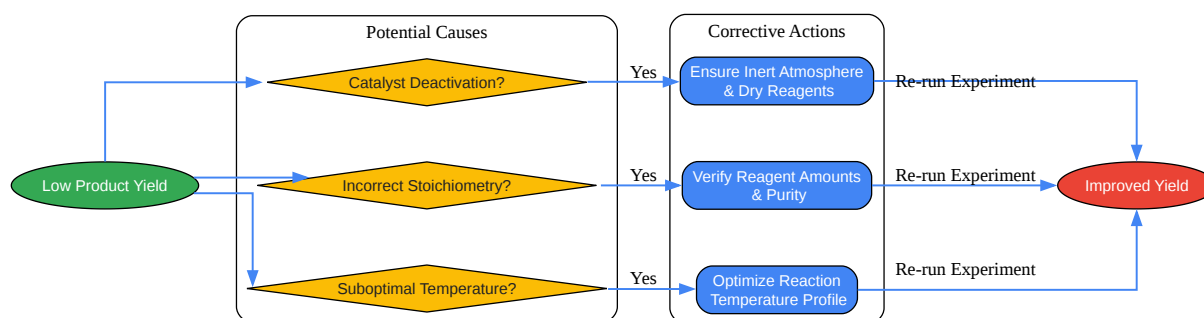 Potential Causes
Corrective Actions
Catalyst Deactivation?
Yes
Ensure Inert Atmosphere
& Dry Reagents
Re-run Experiment
Low Product Yield
Incorrect Stoichiometry?
Yes
Verify Reagent Amounts
& Purity
Re-run Experiment
Improved Yield
Suboptimal Temperature?
Yes
Optimize Reaction
Temperature Profile
Re-run Experiment